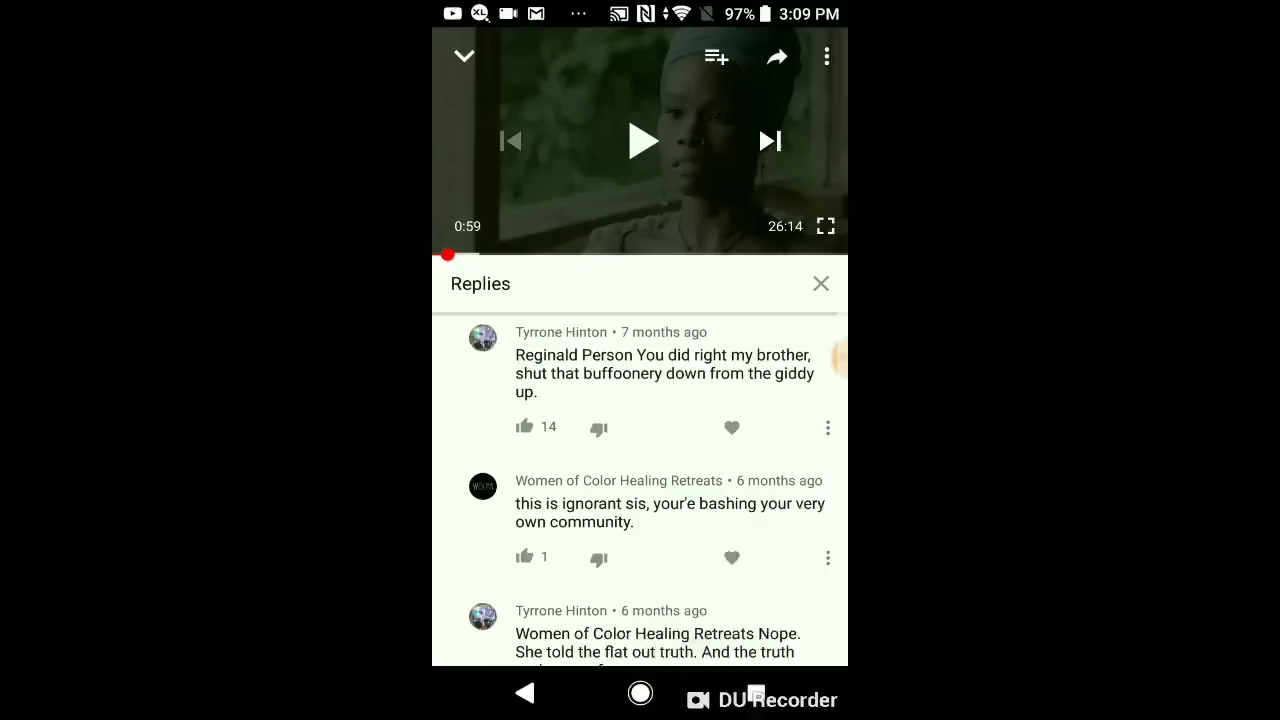 XL
97% 3:09 PM
0:59
26:14
Replies
Tyrrone Hinton • 7 months ago
Reginald Person You did right my brother,
shut that buffoonery down from the giddy
up.
14
Women of Color Healing Retreats • 6 months ago
this is ignorant sis, your'e bashing your very
own community.
1
Tyrrone Hinton • 6 months ago
Women of Color Healing Retreats Nope.
She told the flat out truth. And the truth
DU Recorder